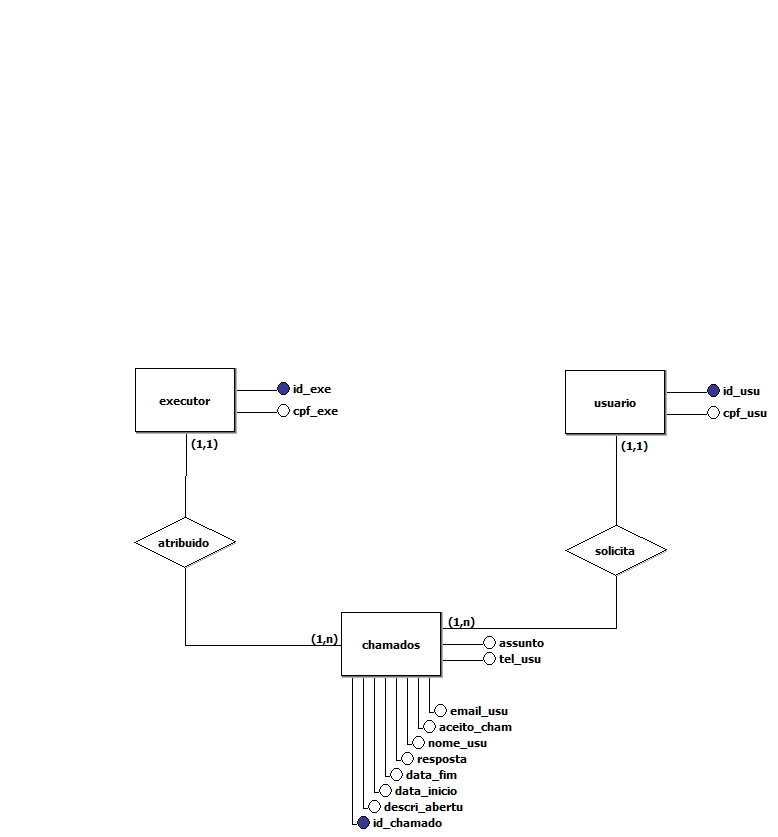 id_exe
executor
cpf_exe
id_usu
usuario
cpf_usu
(1,1)
(1,1)
atribuido
solicita
(1,n)
(1,n)
chamados
assunto
tel_usu
email_usu
aceito_cham
nome_usu
resposta
data_fim
data_inicio
descri_abertu
id_chamado